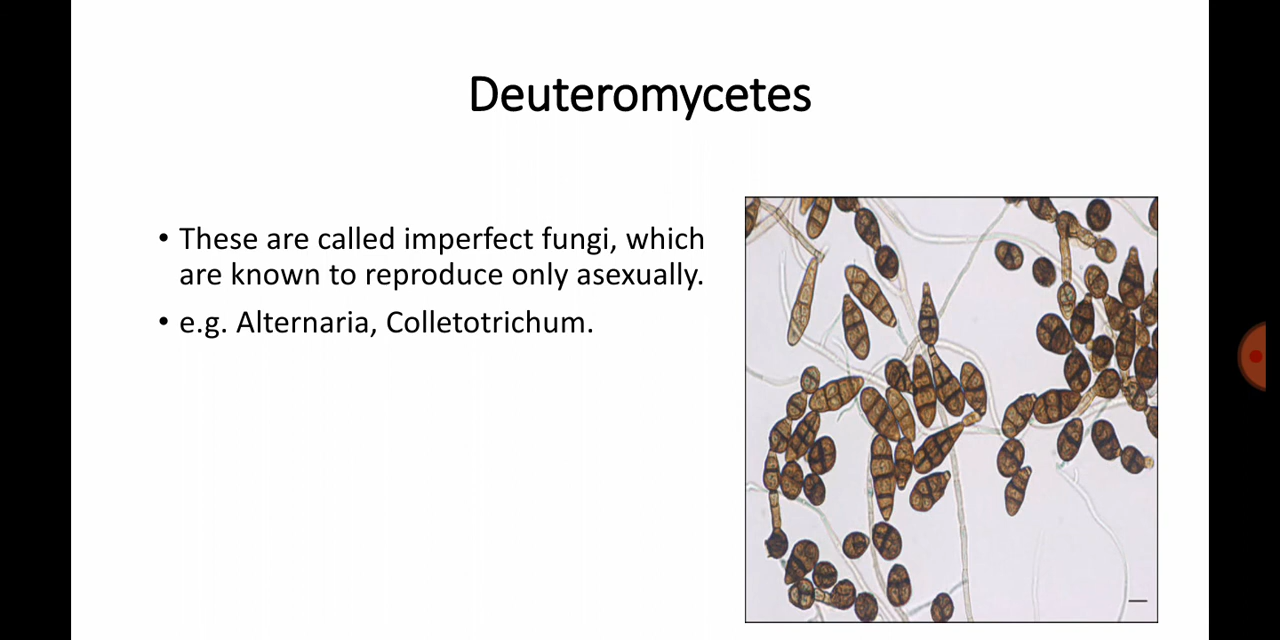 Deuteromycetes
• These are called imperfect fungi, which
are known to reproduce only asexually.
• e.g. Alternaria, Colletotrichum.